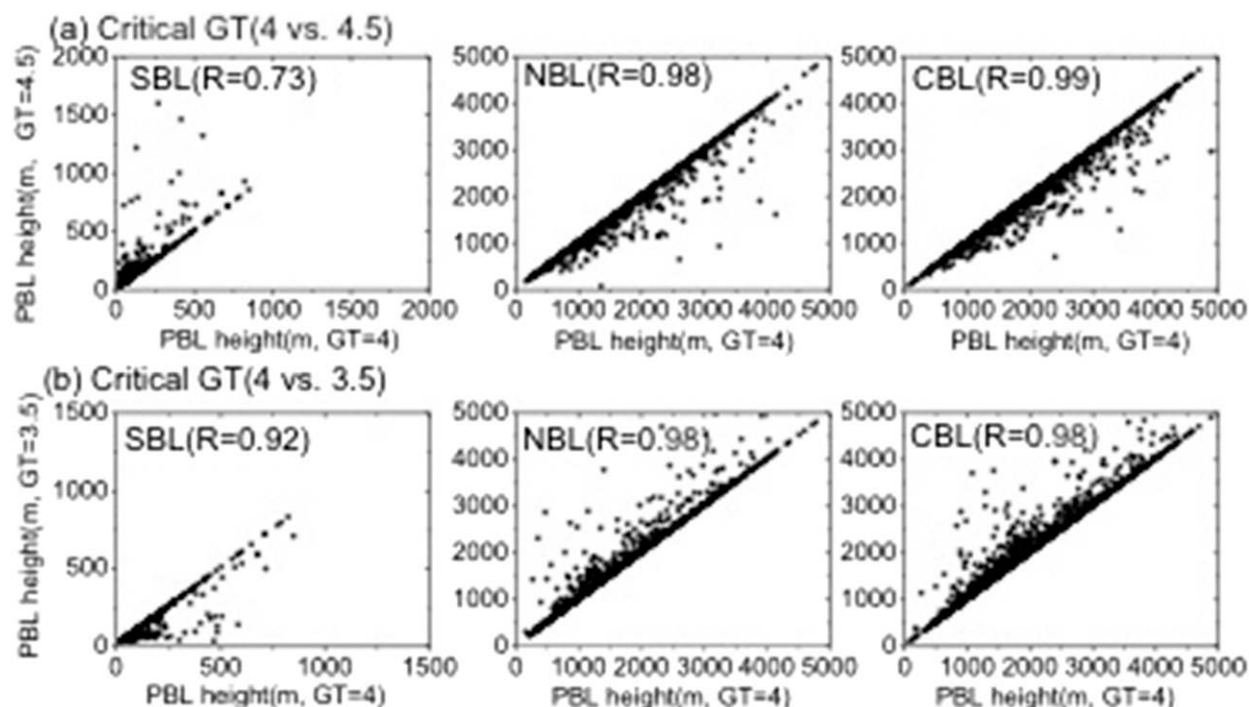 (a) Critical GT(4 vs. 4.5)
PBL height(m, GT=4.5)
2000
1500
1000
500
0
SBL(R=0.73)
0 500 1000 1500 2000
PBL height(m, GT=4)
5000
4000
3000
2000
1000
0
NBL(R=0.98)
0 1000 2000 3000 4000 5000
PBL height(m, GT=4)
5000
4000
3000
2000
1000
0
CBL(R=0.99)
0 1000 2000 3000 4000 5000
PBL height(m, GT=4)
(b) Critical GT(4 vs. 3.5)
PBL height(m, GT=3.5)
1500
1000
500
0
SBL(R=0.92)
0 500 1000 1500
PBL height(m, GT=4)
5000
4000
3000
2000
1000
0
NBL(R=0.98)
0 1000 2000 3000 4000 5000
PBL height(m, GT=4)
5000
4000
3000
2000
1000
0
CBL(R=0.98)
0 1000 2000 3000 4000 5000
PBL height(m, GT=4)